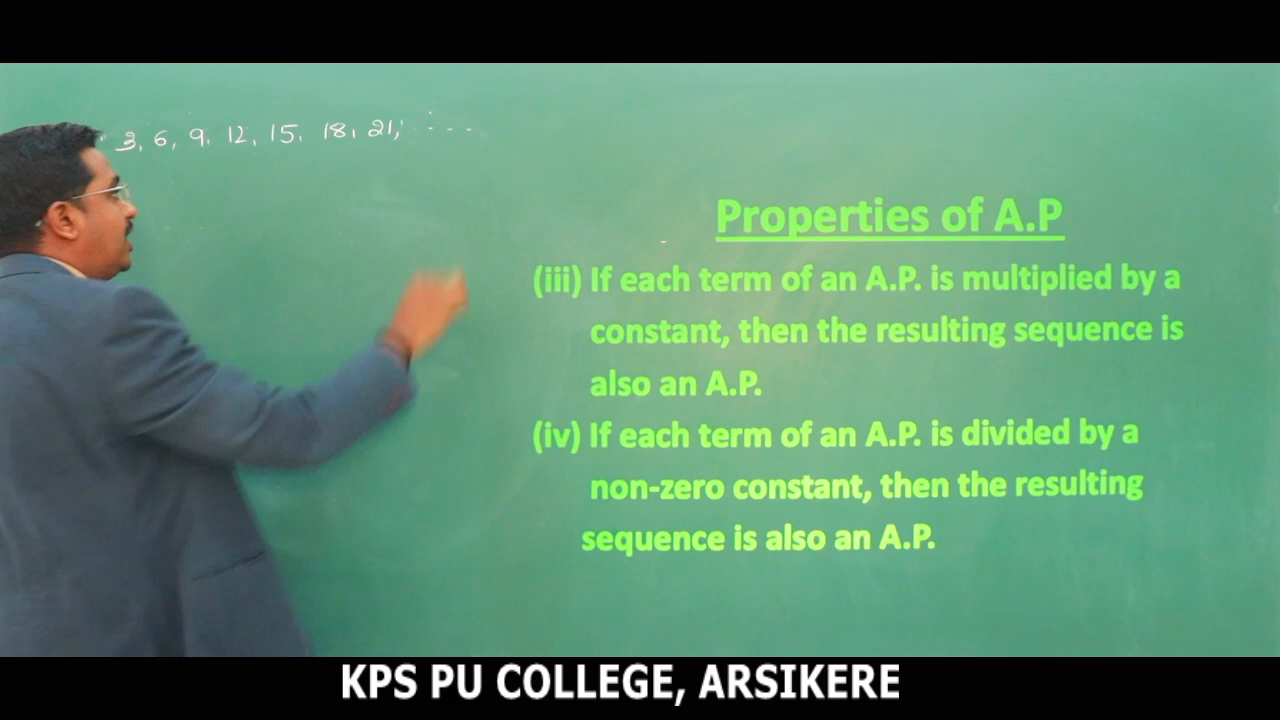 3, 6, 9, 12, 15, 18, 21, ....
Properties of A.P
(iii) If each term of an A.P. is multiplied by a
constant, then the resulting sequence is
also an A.P.
(iv) If each term of an A.P. is divided by a
non-zero constant, then the resulting
sequence is also an A.P.
KPS PU COLLEGE, ARSIKERE